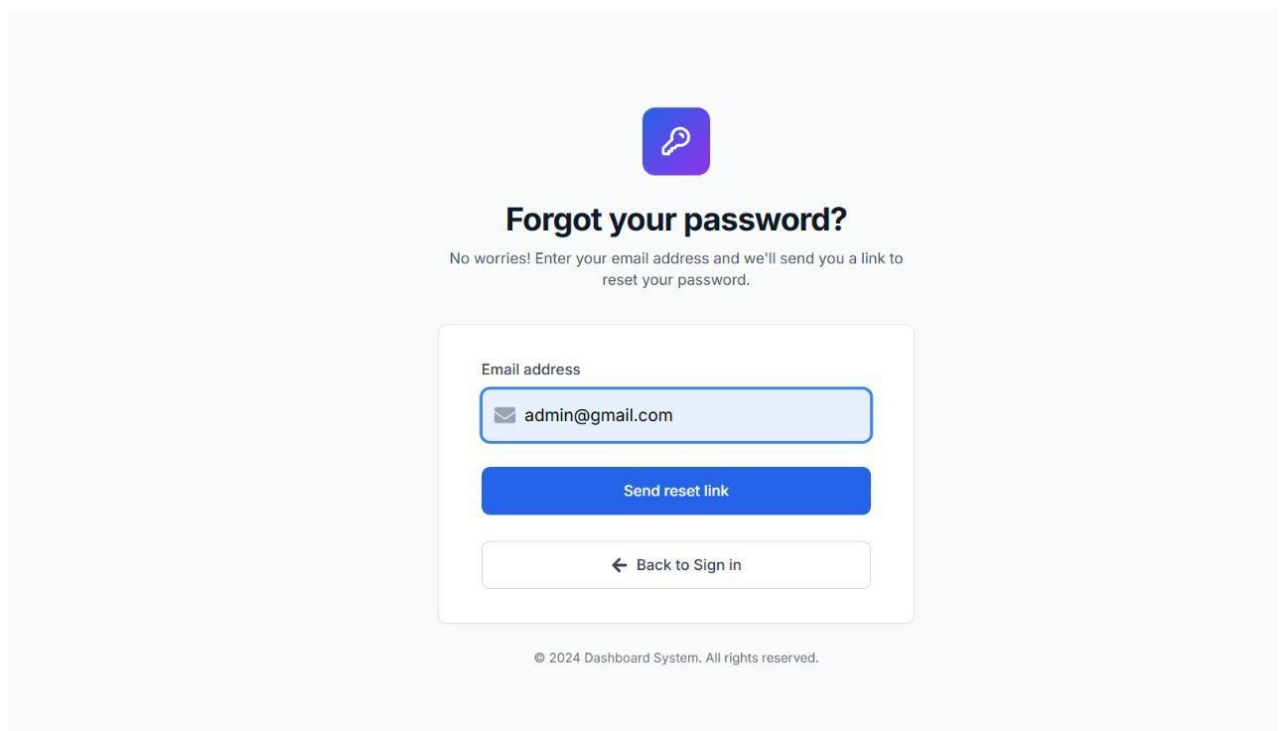 Forgot your password?
No worries! Enter your email address and we'll send you a link to
reset your password.
Email address
admin@gmail.com
Send reset link
Back to Sign in
© 2024 Dashboard System. All rights reserved.